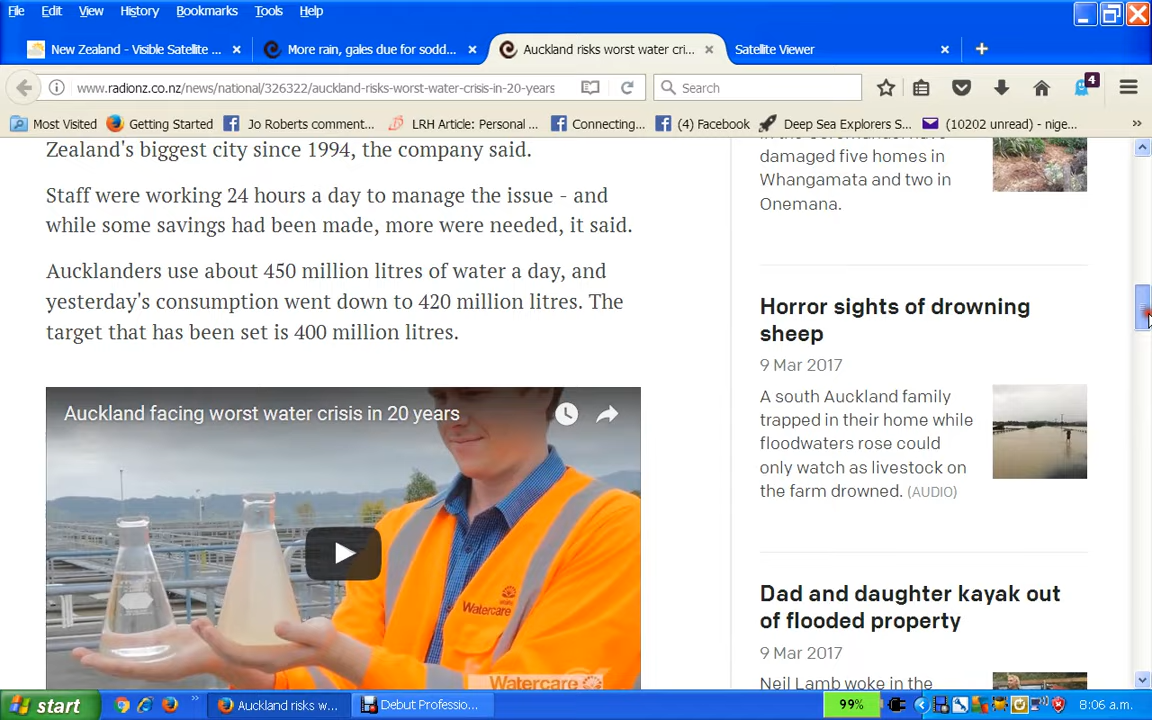 File Edit View History Bookmarks Tools Help
New Zealand - Visible Satellite ... More rain, gales due for sodd... Auckland risks worst water cri... Satellite Viewer
www.radionz.co.nz/news/national/326322/auckland-risks-worst-water-crisis-in-20-years Search 4
Most Visited Getting Started Jo Roberts comment... LRH Article: Personal ... Connecting... (4) Facebook Deep Sea Explorers S... (10202 unread) - nige... »
Zealand's biggest city since 1994, the company said.
Staff were working 24 hours a day to manage the issue - and
while some savings had been made, more were needed, it said.
Aucklanders use about 450 million litres of water a day, and
yesterday's consumption went down to 420 million litres. The
target that has been set is 400 million litres.
Auckland facing worst water crisis in 20 years
Watercare
Watercare
damaged five homes in
Whangamata and two in
Onemana.
Horror sights of drowning
sheep
9 Mar 2017
A south Auckland family
trapped in their home while
floodwaters rose could
only watch as livestock on
the farm drowned. (AUDIO)
Dad and daughter kayak out
of flooded property
9 Mar 2017
Neil Lamb woke in the
start » Auckland risks w... Debut Professio... 99% 8:06 a.m.